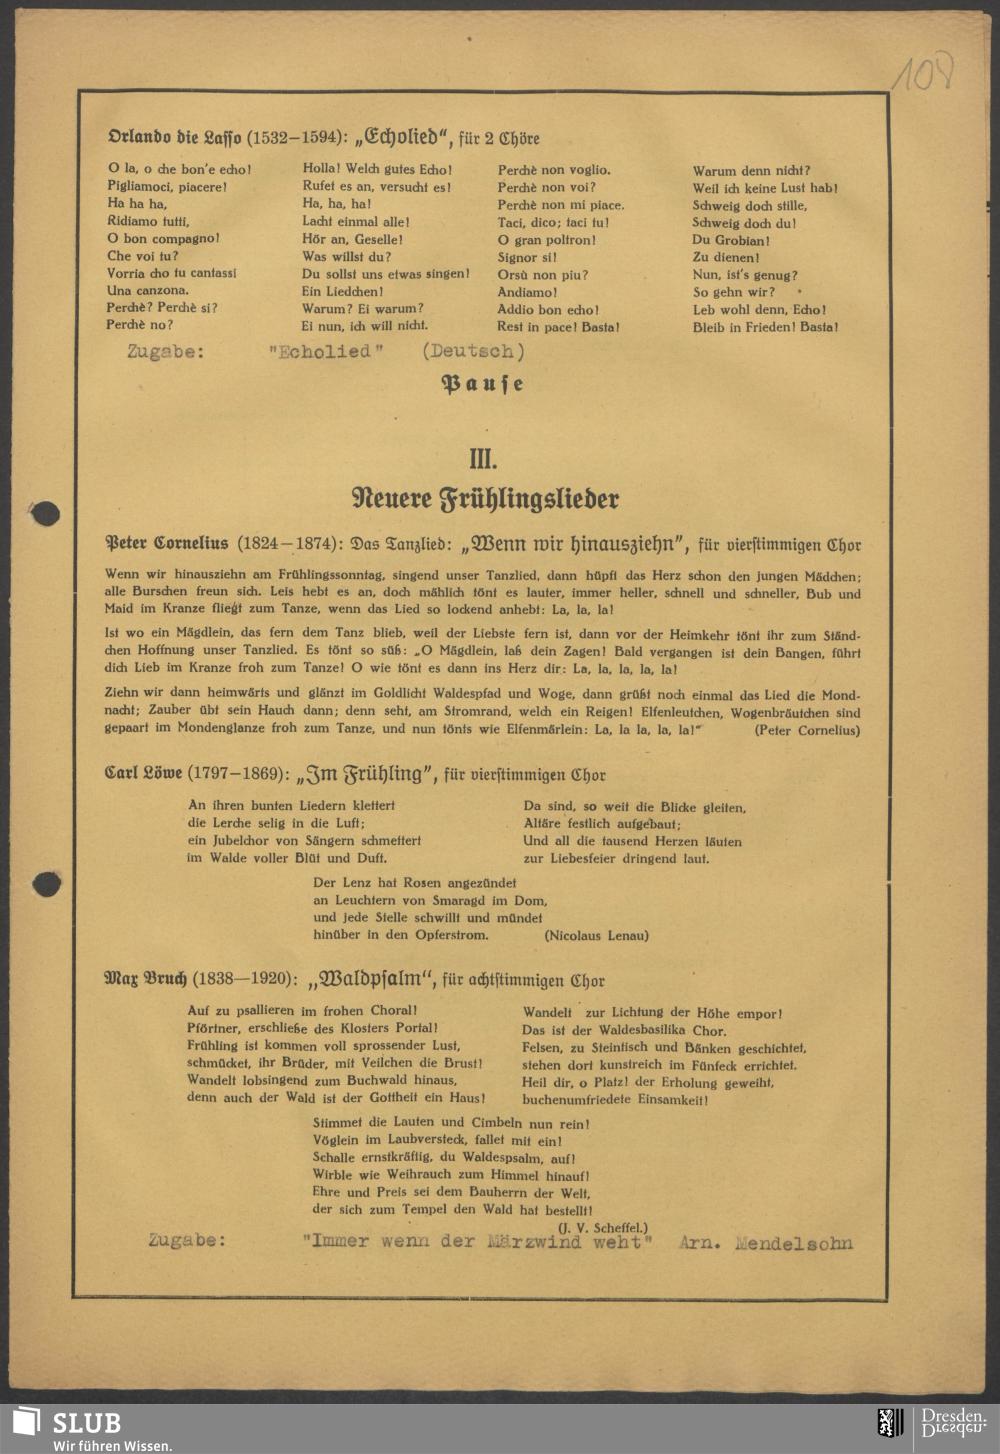 108
Orlando die Lasso (1532–1594): „Echolied“, für 2 Chöre
O la, o che bon'e echo!
Pigliamoci, piacere!
Ha ha ha,
Ridiamo tutti,
O bon compagno!
Che voi tu?
Vorria cho tu cantassi
Una canzona.
Perchè? Perchè si?
Perchè no?
Holla! Welch gutes Echo!
Rufet es an, versucht es!
Ha, ha, ha!
Lacht einmal alle!
Hör an, Geselle!
Was willst du?
Du sollst uns etwas singen!
Ein Liedchen!
Warum? Ei warum?
Ei nun, ich will nicht.
Perchè non voglio.
Perchè non voi?
Perchè non mi piace.
Taci, dico; taci tu!
O gran poltron!
Signor si!
Orsù non piu?
Andiamo!
Addio bon echo!
Rest in pace! Basta!
Warum denn nicht?
Weil ich keine Lust hab!
Schweig doch stille,
Schweig doch du!
Du Grobian!
Zu dienen!
Nun, ist's genug?
So gehn wir?
Leb wohl denn, Echo!
Bleib in Frieden! Basta!
Zugabe: "Echolied" (Deutsch)
Pause
III.
Neuere Frühlingslieder
Peter Cornelius (1824–1874): Das Tanzlied: „Wenn wir hinausziehn”, für vierstimmigen Chor
Wenn wir hinausziehn am Frühlingssonntag, singend unser Tanzlied, dann hüpft das Herz schon den jungen Mädchen;
alle Burschen freun sich. Leis hebt es an, doch mählich tönt es lauter, immer heller, schnell und schneller, Bub und
Maid im Kranze fliegt zum Tanze, wenn das Lied so lockend anhebt: La, la, la!
Ist wo ein Mägdlein, das fern dem Tanz blieb, weil der Liebste fern ist, dann vor der Heimkehr tönt ihr zum Ständ-
chen Hoffnung unser Tanzlied. Es tönt so süß: „O Mägdlein, laß dein Zagen! Bald vergangen ist dein Bangen, führt
dich Lieb im Kranze froh zum Tanze! O wie tönt es dann ins Herz dir: La, la, la, la, la!
Ziehn wir dann heimwärts und glänzt im Goldlicht Waldespfad und Woge, dann grüßt noch einmal das Lied die Mond-
nacht; Zauber übt sein Hauch dann; denn seht, am Stromrand, welch ein Reigen! Elfenleutchen, Wogenbräutchen sind
gepaart im Mondenglanze froh zum Tanze, und nun tönts wie Elfenmärlein: La, la la, la, la!“ (Peter Cornelius)
Carl Löwe (1797–1869): „Im Frühling”, für vierstimmigen Chor
An ihren bunten Liedern klettert
die Lerche selig in die Luft;
ein Jubelchor von Sängern schmettert
im Walde voller Blüt und Duft.
Da sind, so weit die Blicke gleiten,
Altäre festlich aufgebaut;
Und all die tausend Herzen läuten
zur Liebesfeier dringend laut.
Der Lenz hat Rosen angezündet
an Leuchtern von Smaragd im Dom,
und jede Stelle schwillt und mündet
hinüber in den Opferstrom. (Nicolaus Lenau)
Max Bruch (1838—1920): „Waldpsalm“, für achtstimmigen Chor
Auf zu psallieren im frohen Choral!
Pförtner, erschließe des Klosters Portal!
Frühling ist kommen voll sprossender Lust,
schmücket, ihr Brüder, mit Veilchen die Brust!
Wandelt lobsingend zum Buchwald hinaus,
denn auch der Wald ist der Gottheit ein Haus!
Wandelt zur Lichtung der Höhe empor!
Das ist der Waldesbasilika Chor.
Felsen, zu Steintisch und Bänken geschichtet,
stehen dort kunstreich im Fünfeck errichtet.
Heil dir, o Platz! der Erholung geweiht,
buchenumfriedete Einsamkeit!
Stimmet die Lauten und Cimbeln nun rein!
Vöglein im Laubversteck, fallet mit ein!
Schalle ernstkräftig, du Waldespsalm, auf!
Wirble wie Weihrauch zum Himmel hinauf!
Ehre und Preis sei dem Bauherrn der Welt,
der sich zum Tempel den Wald hat bestellt!
(J. V. Scheffel.)
Zugabe: "Immer wenn der Märzwind weht" Arn. Mendelsohn
SLUB
Wir führen Wissen.
Dresden.
Dresden.